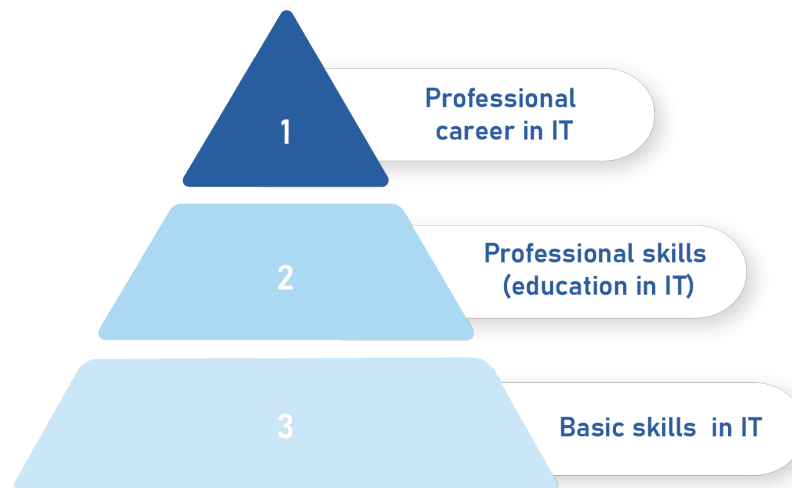 1
Professional
career in IT
2
Professional skills
(education in IT)
3
Basic skills in IT